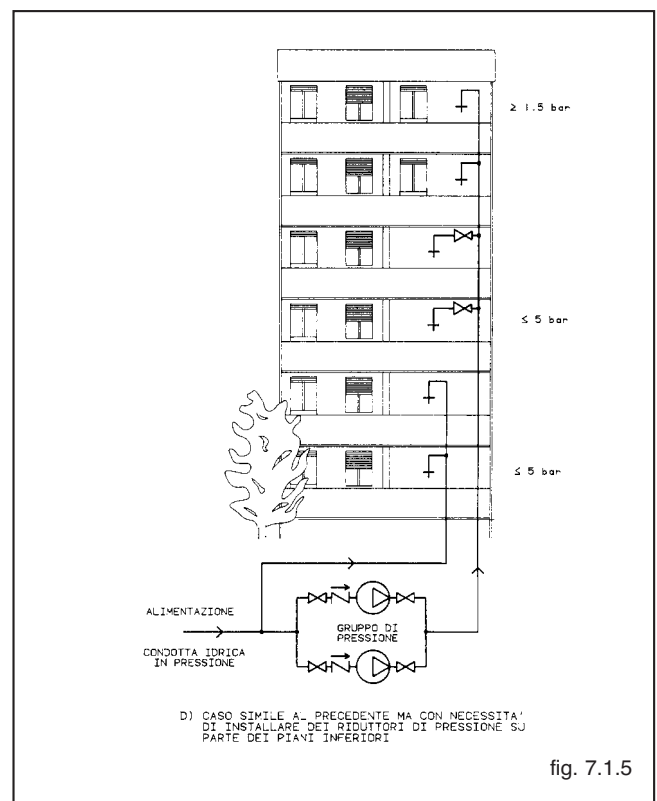 ≥ 1.5 bar
≤ 5 bar
≤ 5 bar
ALIMENTAZIONE
CONDOTTA IDRICA
IN PRESSIONE
GRUPPO DI
PRESSIONE
D) CASO SIMILE AL PRECEDENTE MA CON NECESSITA'
DI INSTALLARE DEI RIDUTTORI DI PRESSIONE SU
PARTE DEI PIANI INFERIORI
fig. 7.1.5